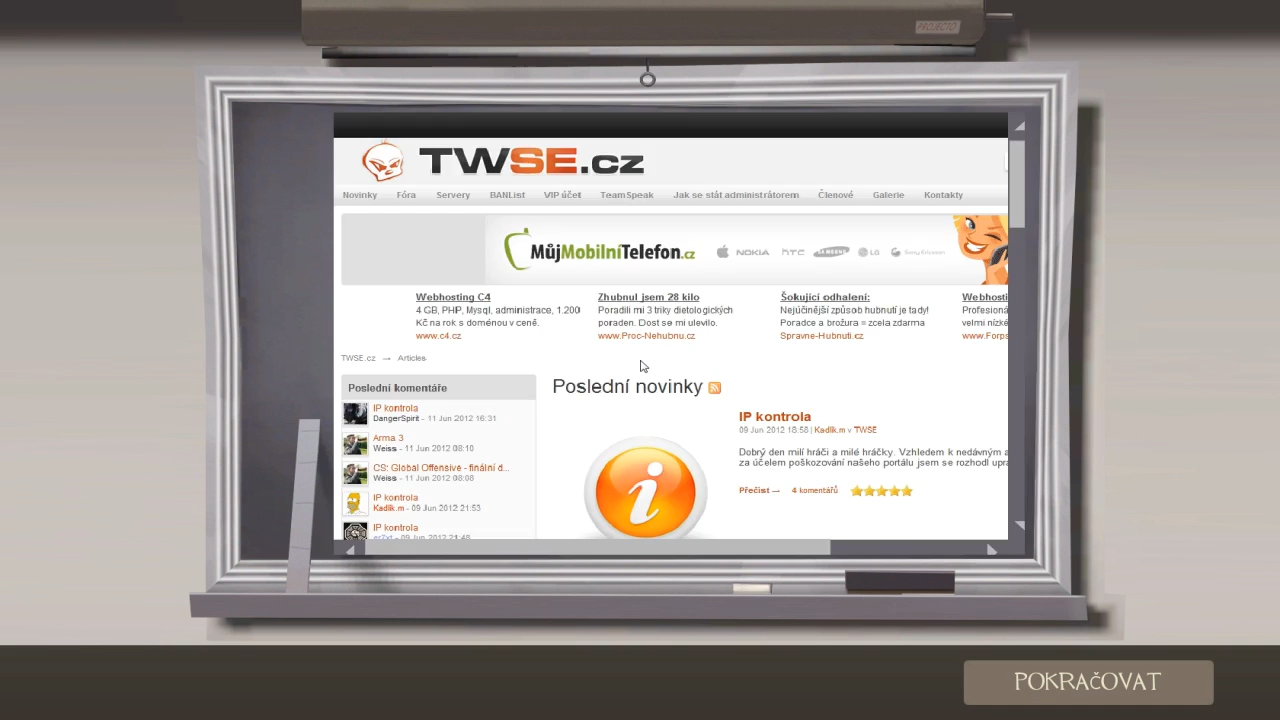 PROJECTO
TWSE.cz
Novinky Fóra Servery BANList VIP účet TeamSpeak Jak se stát administrátorem Členové Galerie Kontakty
MůjMobilníTelefon.cz NOKIA hTC SAMSUNG LG Sony Ericsson
Webhosting C4
4 GB, PHP, Mysql, administrace, 1.200
Kč na rok s doménou v ceně.
www.c4.cz
Zhubnul jsem 28 kilo
Poradili mi 3 triky dietologických
poraden. Dost se mi ulevilo.
www.Proc-Nehubnu.cz
Šokující odhalení:
Nejúčinější způsob hubnutí je tady!
Poradce a brožura = zcela zdarma
Spravne-Hubnuti.cz
Webhosti
Profesioná
velmi nízké
www.Forps
TWSE.cz → Articles
Poslední komentáře
IP kontrola
DangerSpirit - 11 Jun 2012 16:31
Arma 3
Weiss - 11 Jun 2012 08:10
CS: Global Offensive - finální d...
Weiss - 11 Jun 2012 08:08
IP kontrola
Kadlk.m - 09 Jun 2012 21:53
IP kontrola
09 Jun 2012 21:48
Poslední novinky
IP kontrola
09 Jun 2012 18:58 | Kadlk.m v TWSE
Dobrý den milí hráči a milé hráčky. Vzhledem k nedávným a
za účelem poškozování našeho portálu jsem se rozhodl upra
Přečíst → 4 komentářů
POKRAčOVAT